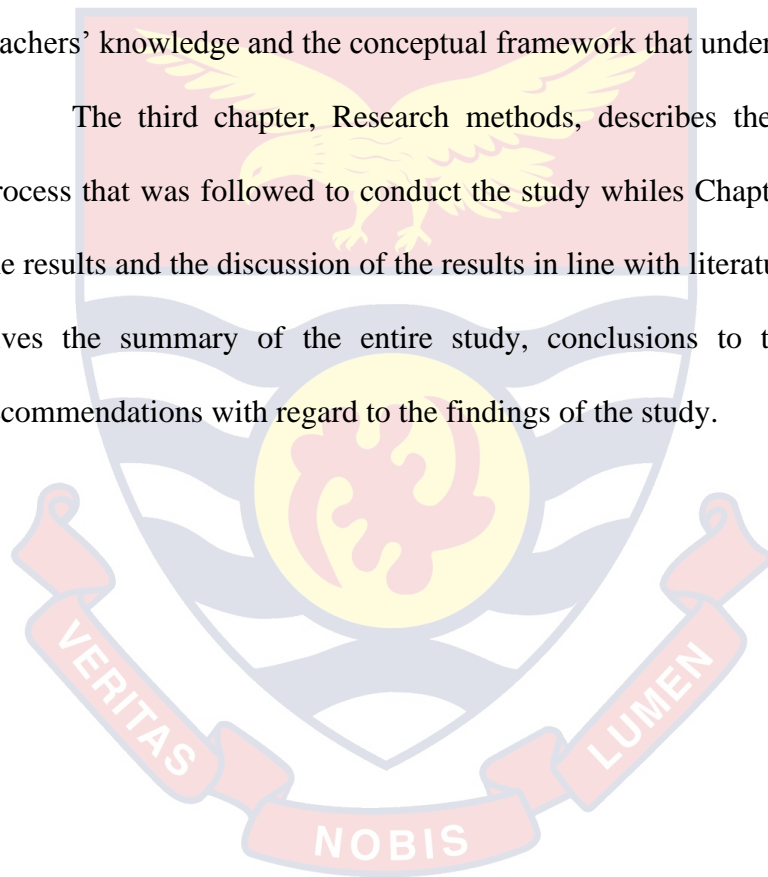 achers’ knowledge and the conceptual framework that under
The third chapter, Research methods, describes the
rocess that was followed to conduct the study whiles Chapt
e results and the discussion of the results in line with literatu
ves the summary of the entire study, conclusions to t
commendations with regard to the findings of the study.
VERITAS
NOBIS
LUMEN